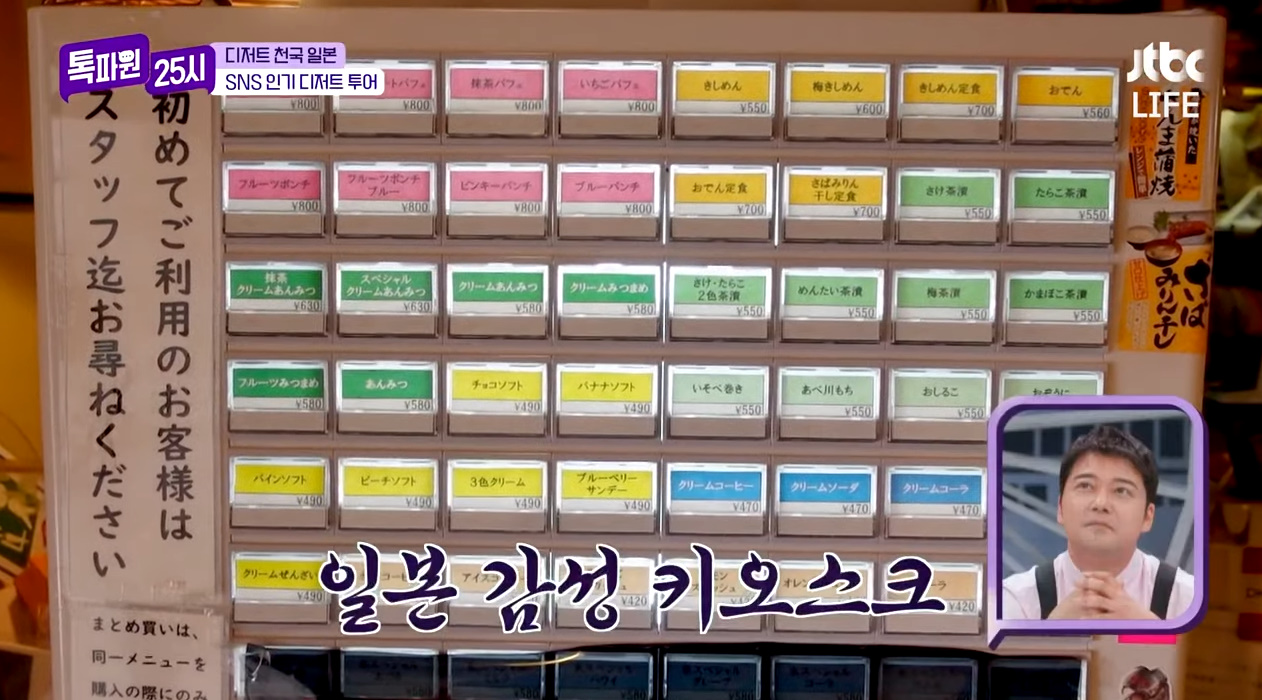 톡파원 25시
디저트 천국 일본
SNS 인기 디저트 투어
jtbc
LIFE
初めてご利用のお客様は
スタッフ迄お尋ねください
¥800
¥800
抹茶パフェ
¥800
いちごパフェ
¥800
きしめん
¥550
梅きしめん
¥600
きしめん定食
¥700
おでん
¥560
フルーツポンチ
¥800
フルーツポンチ
ブルー
¥800
ピンキーパンチ
¥800
ブルーパンチ
¥800
おでん定食
¥700
さばみりん
干し定食
¥700
さけ茶漬
¥550
たらこ茶漬
¥550
抹茶
クリームあんみつ
¥630
スペシャル
クリームあんみつ
¥630
クリームあんみつ
¥580
クリームみつまめ
¥580
さけ・たらこ
2色茶漬
¥550
めんたい茶漬
¥550
梅茶漬
¥550
かまぼこ茶漬
¥550
フルーツみつまめ
¥580
あんみつ
¥580
チョコソフト
¥490
バナナソフト
¥490
いそべ巻き
¥550
あべ川もち
¥550
おしるこ
¥550
パインソフト
¥490
ピーチソフト
¥490
3色クリーム
¥490
ブルーベリー
サンデー
¥490
クリームコーヒー
¥470
クリームソーダ
¥470
クリームコーラ
¥470
クリームぜんざい
¥490
¥420
¥420
蒲焼
さば
みりん干し
일본 감성 키오스크
まとめ買いは、
同一メニューを
購入の際にのみ